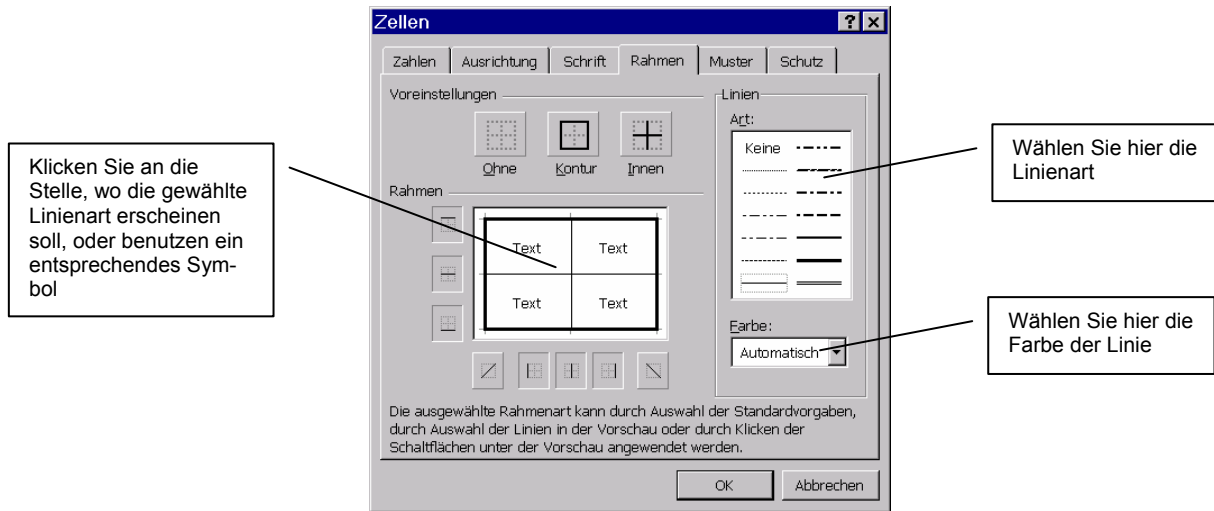 Zellen
Zahlen Ausrichtung Schrift Rahmen Muster Schutz
Voreinstellungen
Ohne Kontur Innen
Rahmen
Text Text
Text Text
Linien
Art:
Keine
Farbe:
Automatisch
Die ausgewählte Rahmenart kann durch Auswahl der Standardvorgaben,
durch Auswahl der Linien in der Vorschau oder durch Klicken der
Schaltflächen unter der Vorschau angewendet werden.
OK Abbrechen
Klicken Sie an die
Stelle, wo die gewählte
Linienart erscheinen
soll, oder benutzen ein
entsprechendes Sym-
bol
Wählen Sie hier die
Linienart
Wählen Sie hier die
Farbe der Linie